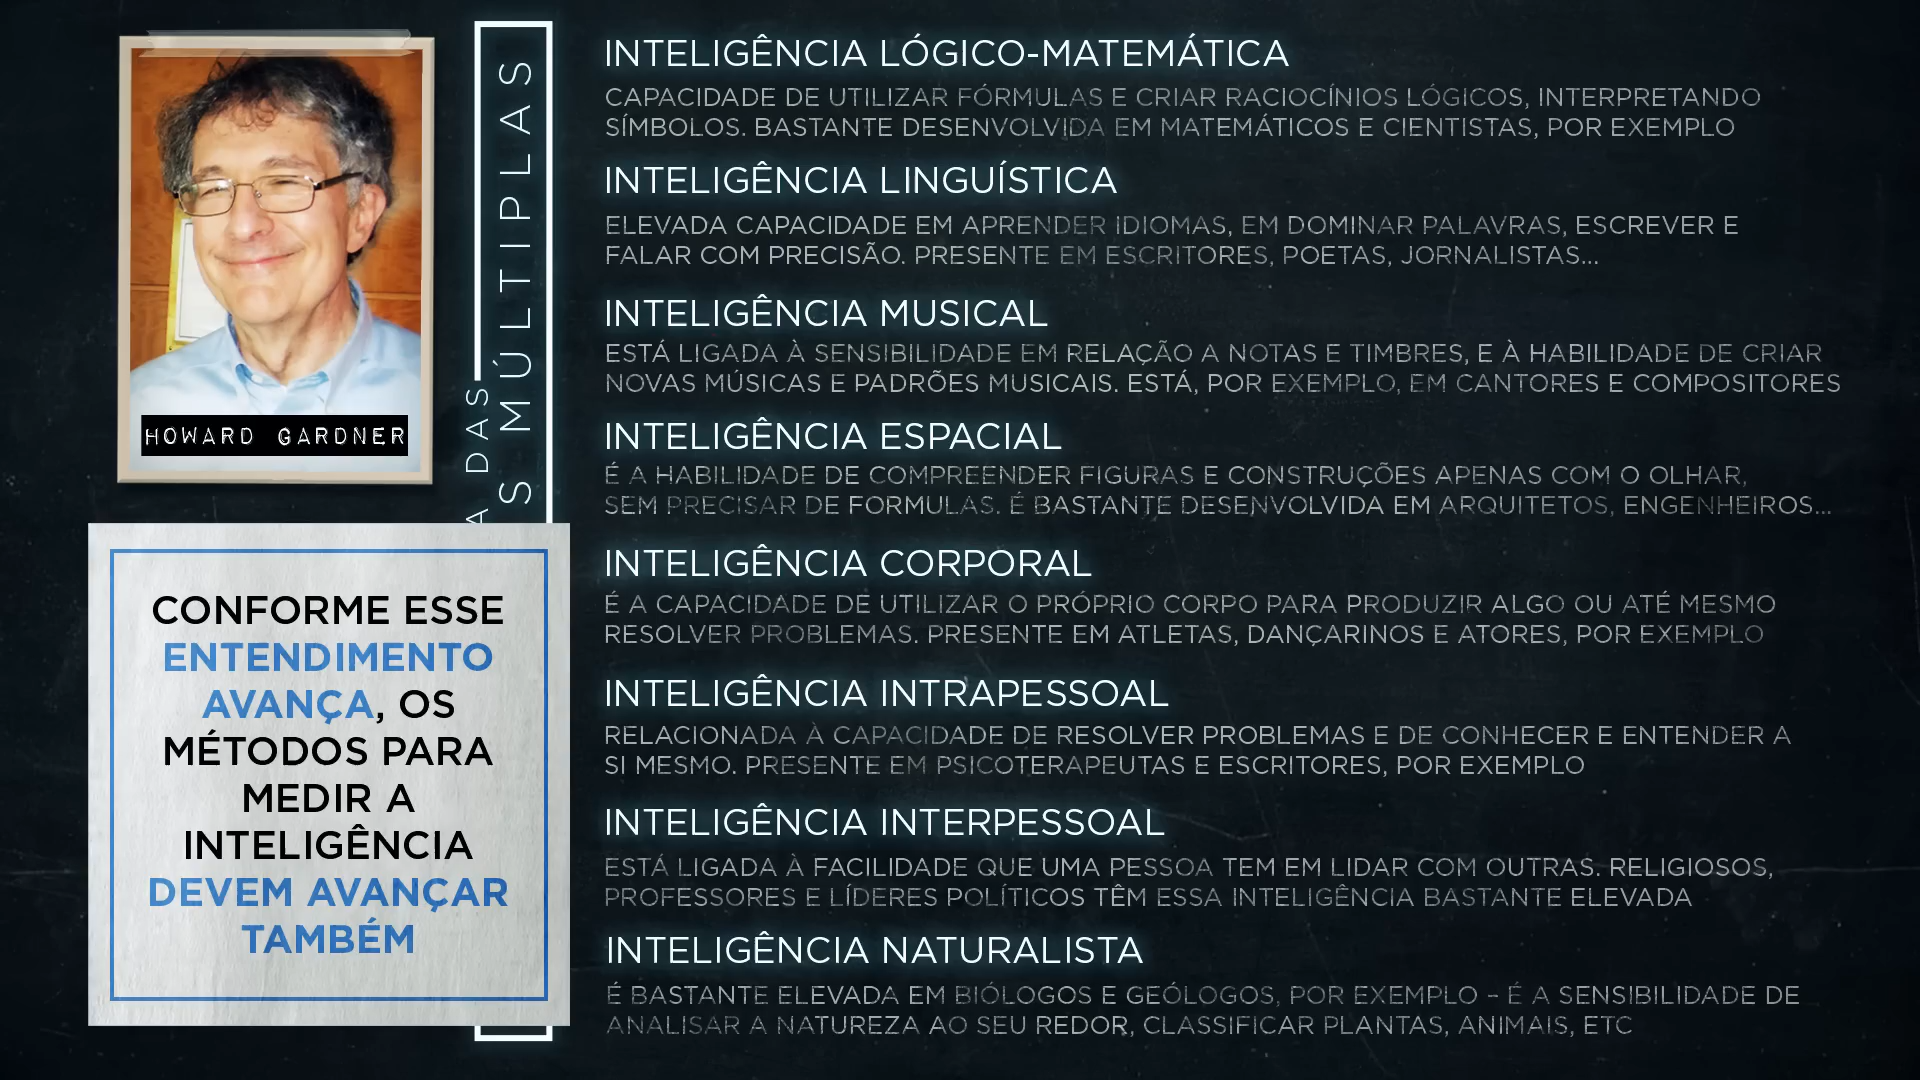 HOWARD GARDNER
A DAS
S MÚLTIPLAS
CONFORME ESSE
ENTENDIMENTO
AVANÇA, OS
MÉTODOS PARA
MEDIR A
INTELIGÊNCIA
DEVEM AVANÇAR
TAMBÉM
INTELIGÊNCIA LÓGICO-MATEMÁTICA
CAPACIDADE DE UTILIZAR FÓRMULAS E CRIAR RACIOCÍNIOS LÓGICOS, INTERPRETANDO
SÍMBOLOS. BASTANTE DESENVOLVIDA EM MATEMÁTICOS E CIENTISTAS, POR EXEMPLO
INTELIGÊNCIA LINGUÍSTICA
ELEVADA CAPACIDADE EM APRENDER IDIOMAS, EM DOMINAR PALAVRAS, ESCREVER E
FALAR COM PRECISÃO. PRESENTE EM ESCRITORES, POETAS, JORNALISTAS...
INTELIGÊNCIA MUSICAL
ESTÁ LIGADA À SENSIBILIDADE EM RELAÇÃO A NOTAS E TIMBRES, E À HABILIDADE DE CRIAR
NOVAS MÚSICAS E PADRÕES MUSICAIS. ESTÁ, POR EXEMPLO, EM CANTORES E COMPOSITORES
INTELIGÊNCIA ESPACIAL
É A HABILIDADE DE COMPREENDER FIGURAS E CONSTRUÇÕES APENAS COM O OLHAR,
SEM PRECISAR DE FORMULAS. É BASTANTE DESENVOLVIDA EM ARQUITETOS, ENGENHEIROS...
INTELIGÊNCIA CORPORAL
É A CAPACIDADE DE UTILIZAR O PRÓPRIO CORPO PARA PRODUZIR ALGO OU ATÉ MESMO
RESOLVER PROBLEMAS. PRESENTE EM ATLETAS, DANÇARINOS E ATORES, POR EXEMPLO
INTELIGÊNCIA INTRAPESSOAL
RELACIONADA À CAPACIDADE DE RESOLVER PROBLEMAS E DE CONHECER E ENTENDER A
SI MESMO. PRESENTE EM PSICOTERAPEUTAS E ESCRITORES, POR EXEMPLO
INTELIGÊNCIA INTERPESSOAL
ESTÁ LIGADA À FACILIDADE QUE UMA PESSOA TEM EM LIDAR COM OUTRAS. RELIGIOSOS,
PROFESSORES E LÍDERES POLÍTICOS TÊM ESSA INTELIGÊNCIA BASTANTE ELEVADA
INTELIGÊNCIA NATURALISTA
É BASTANTE ELEVADA EM BIÓLOGOS E GEÓLOGOS, POR EXEMPLO – É A SENSIBILIDADE DE
ANALISAR A NATUREZA AO SEU REDOR, CLASSIFICAR PLANTAS, ANIMAIS, ETC